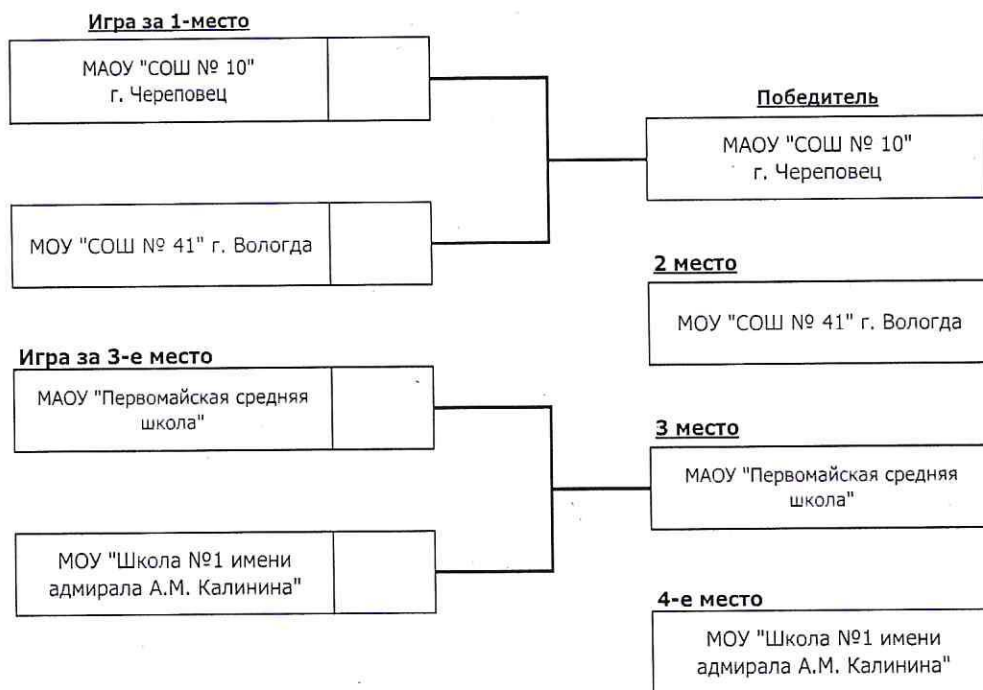 Игра за 1-место
МАОУ "СОШ № 10"
г. Череповец
МОУ "СОШ № 41" г. Вологда
Победитель
МАОУ "СОШ № 10"
г. Череповец
2 место
МОУ "СОШ № 41" г. Вологда
Игра за 3-е место
МАОУ "Первомайская средняя
школа"
МОУ "Школа №1 имени
адмирала А.М. Калинина"
3 место
МАОУ "Первомайская средняя
школа"
4-е место
МОУ "Школа №1 имени
адмирала А.М. Калинина"